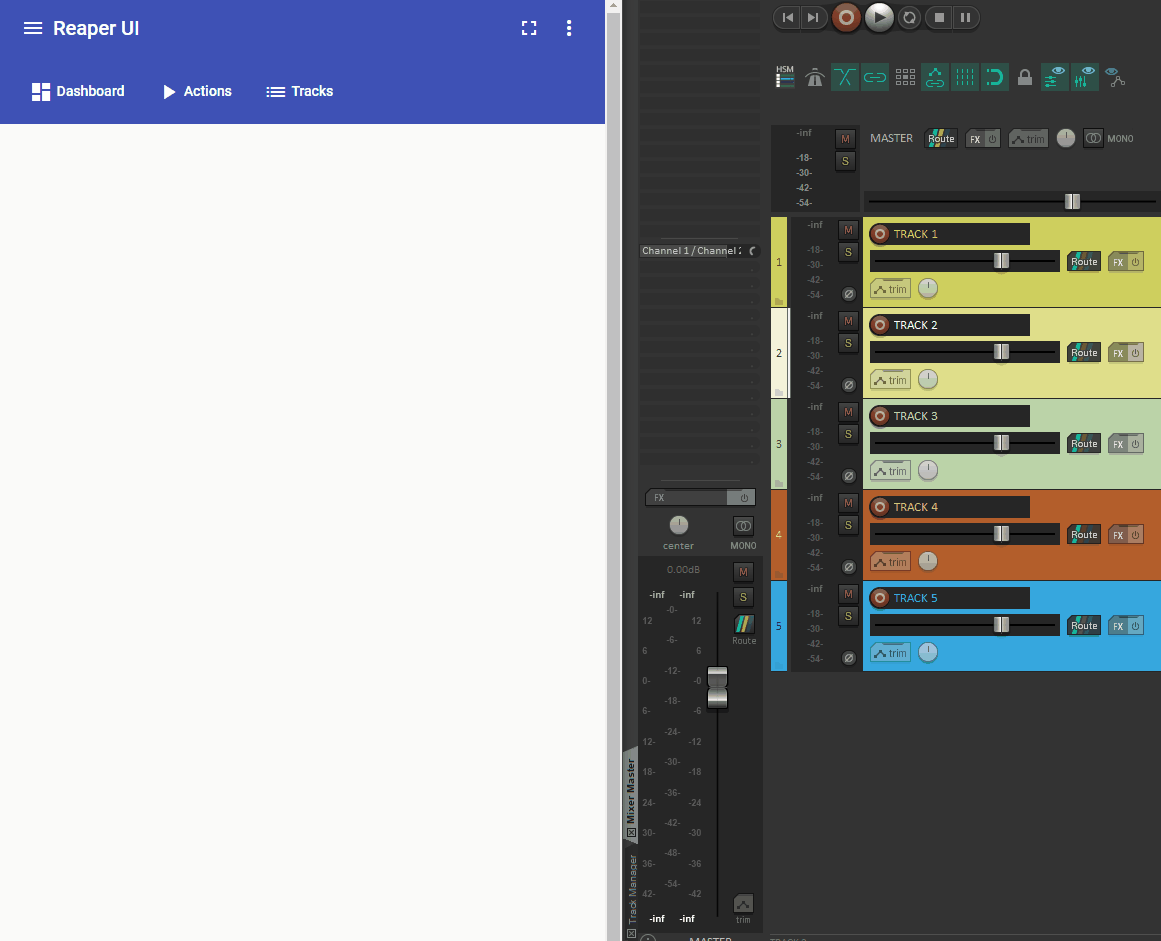 Reaper UI
Dashboard Actions Tracks
HSM
-inf M MASTER Route FX trim MONO
-18- S
-30-
-42-
-54-
-inf M TRACK 1
Channel 1 / Channel
1 -18- S Route FX
-30-
-42- trim
-54- Ø
-inf M TRACK 2
2 -18- S Route FX
-30-
-42- trim
-54- Ø
-inf M TRACK 3
3 -18- S Route FX
-30-
-42- trim
-54- Ø
-inf M TRACK 4
4 -18- S Route FX
-30-
-42- trim
-54- Ø
-inf M TRACK 5
5 -18- S Route FX
-30-
-42- trim
-54- Ø
FX
center MONO
0.00dB M
-inf -inf S
-0-
12 12 Route
-6-
6 6
-12-
0- -0
-18-
6- -6
-24-
12- -12
-30-
18- -18
-36-
24- -24
-42-
30- -30
-48-
36- -36
-54-
42- -42
-inf -inf trim
Mixer Master
Track Manager
MASTER